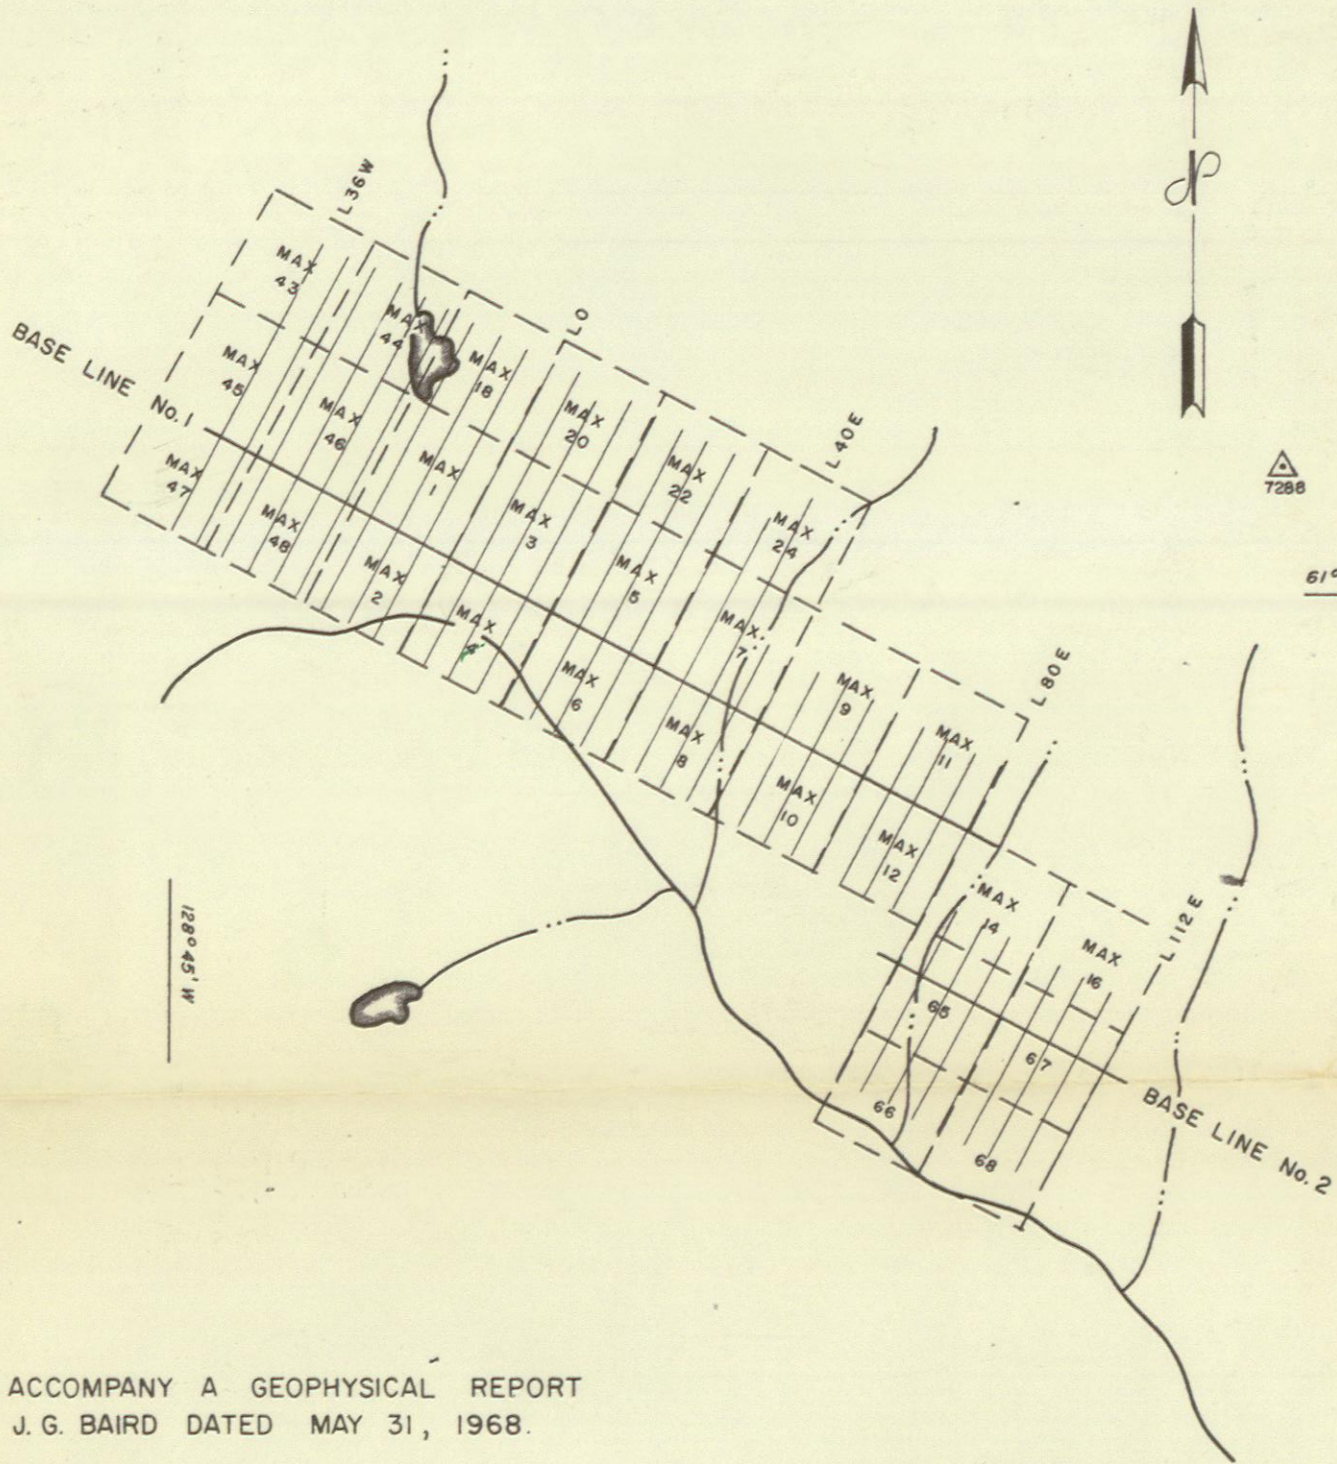 L36W
MAX
43
MAX
44
L0
MAX
18
BASE LINE No. 1
MAX
45
MAX
46
MAX
20
L40E
MAX
47
MAX
1
MAX
22
7288
MAX
48
MAX
3
MAX
24
61°
MAX
2
MAX
5
MAX
4
MAX
7
L80E
MAX
6
MAX
9
MAX
8
MAX
11
MAX
10
MAX
12
MAX
14
L112E
MAX
16
128° 45' W
65
67
66
68
BASE LINE No. 2
ACCOMPANY A GEOPHYSICAL REPORT
J. G. BAIRD DATED MAY 31, 1968.